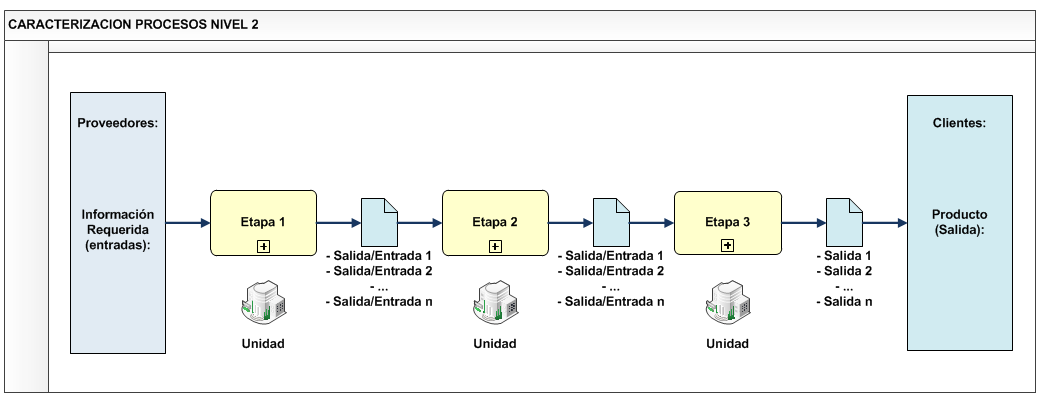 CARACTERIZACION PROCESOS NIVEL 2
Proveedores:
Información
Requerida
(entradas):
Etapa 1
Unidad
- Salida/Entrada 1
- Salida/Entrada 2
- ...
- Salida/Entrada n
Etapa 2
Unidad
- Salida/Entrada 1
- Salida/Entrada 2
- ...
- Salida/Entrada n
Etapa 3
Unidad
- Salida 1
- Salida 2
- ...
- Salida n
Clientes:
Producto
(Salida):